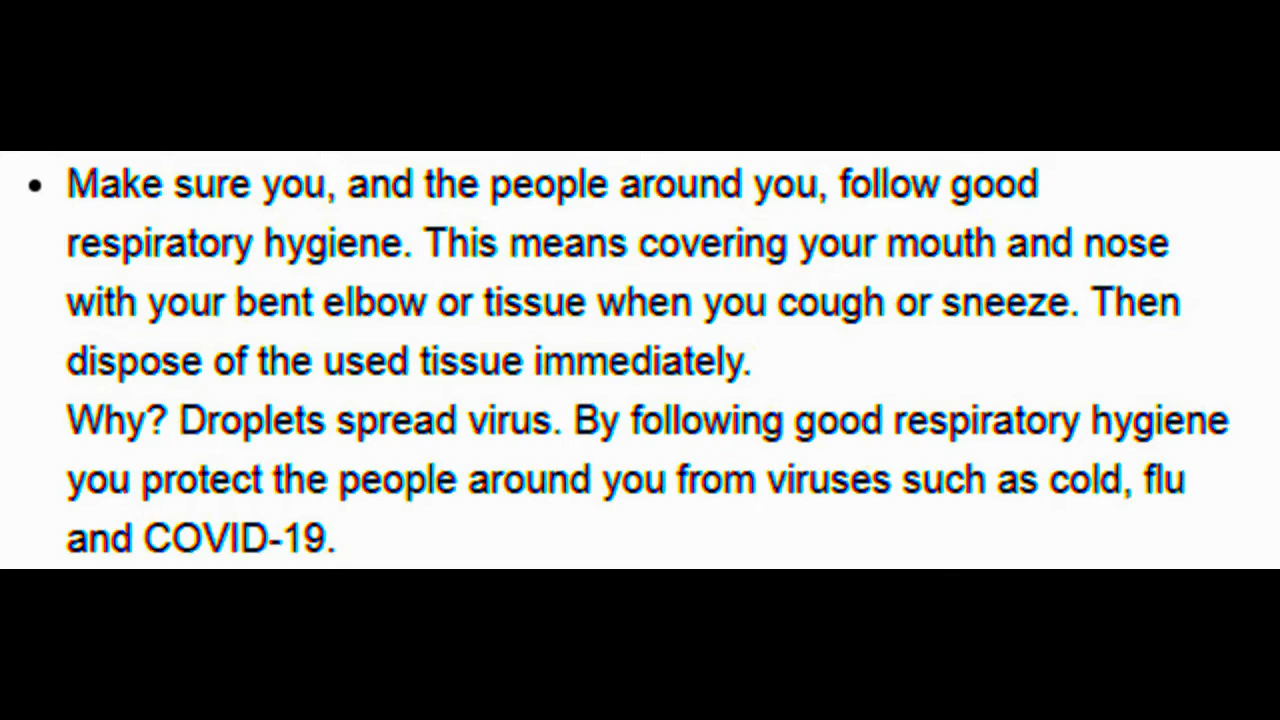 • Make sure you, and the people around you, follow good
respiratory hygiene. This means covering your mouth and nose
with your bent elbow or tissue when you cough or sneeze. Then
dispose of the used tissue immediately.
Why? Droplets spread virus. By following good respiratory hygiene
you protect the people around you from viruses such as cold, flu
and COVID-19.